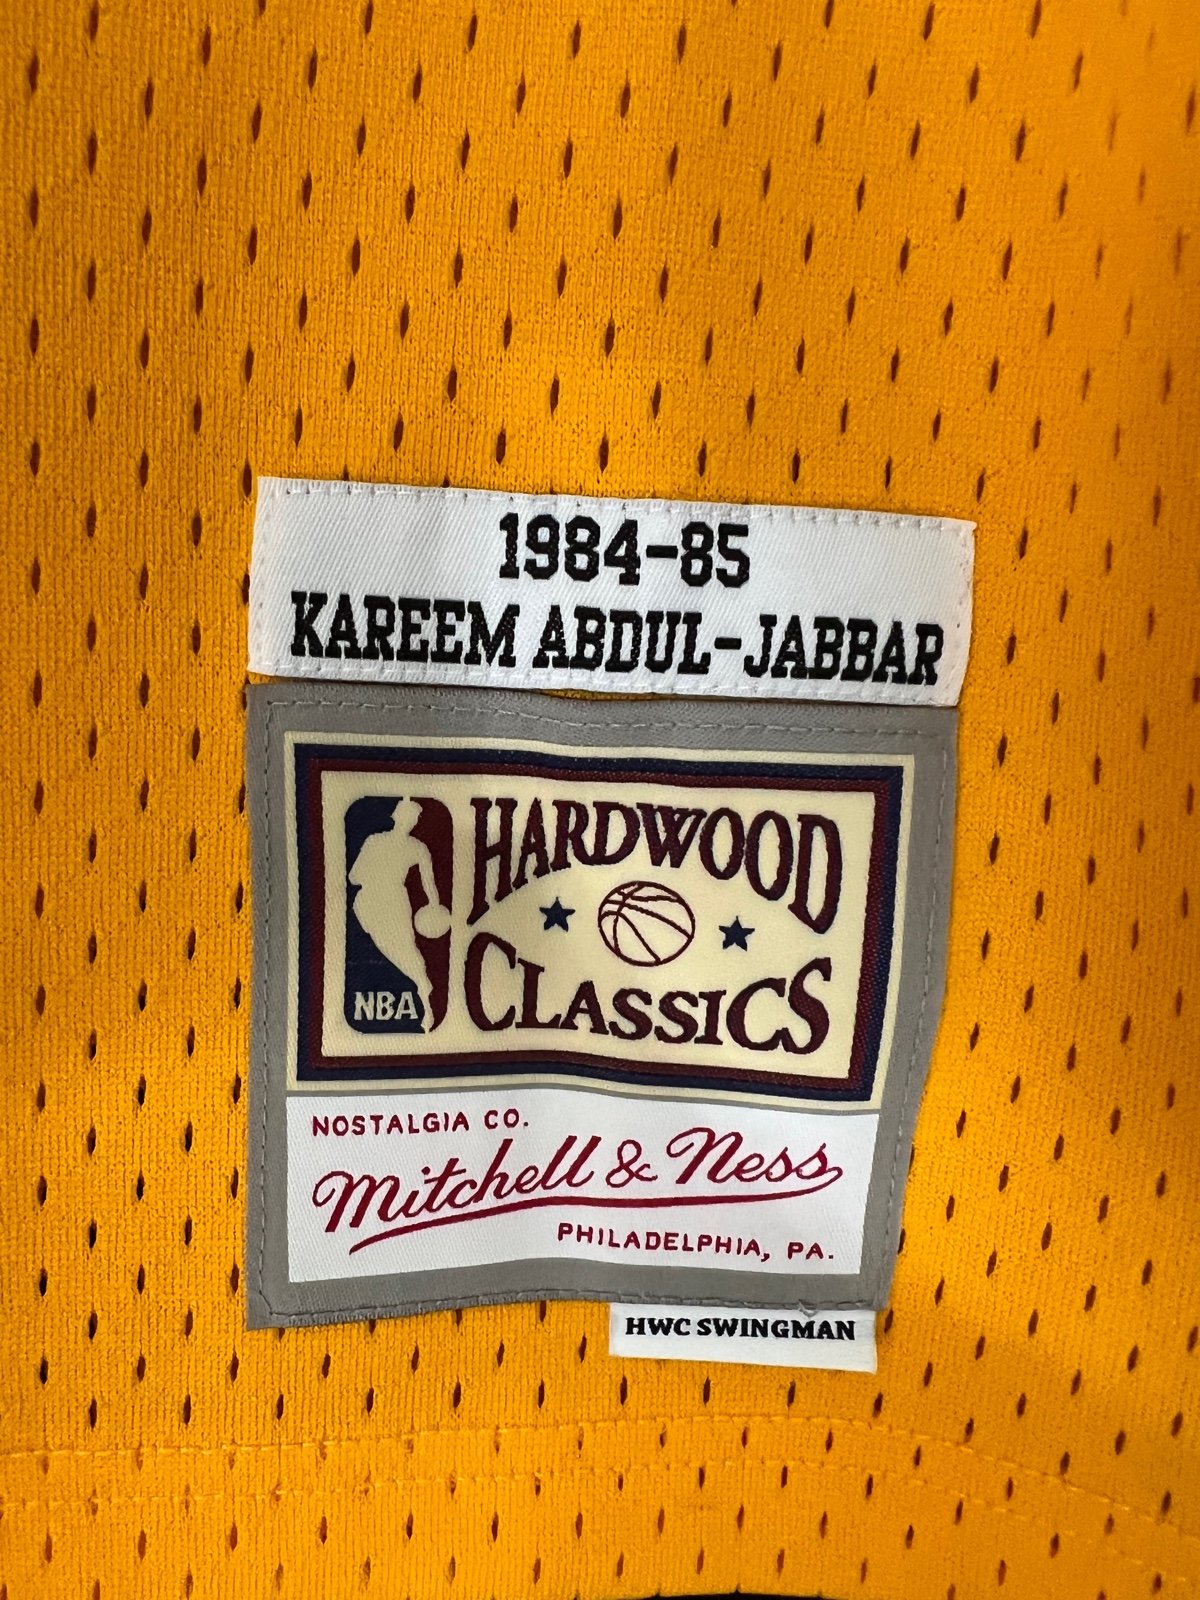 1984-85
KAREEM ABDUL-JABBAR
HARDWOOD
CLASSICS
NBA
NOSTALGIA CO.
Mitchell & Ness
PHILADELPHIA, PA.
HWC SWINGMAN